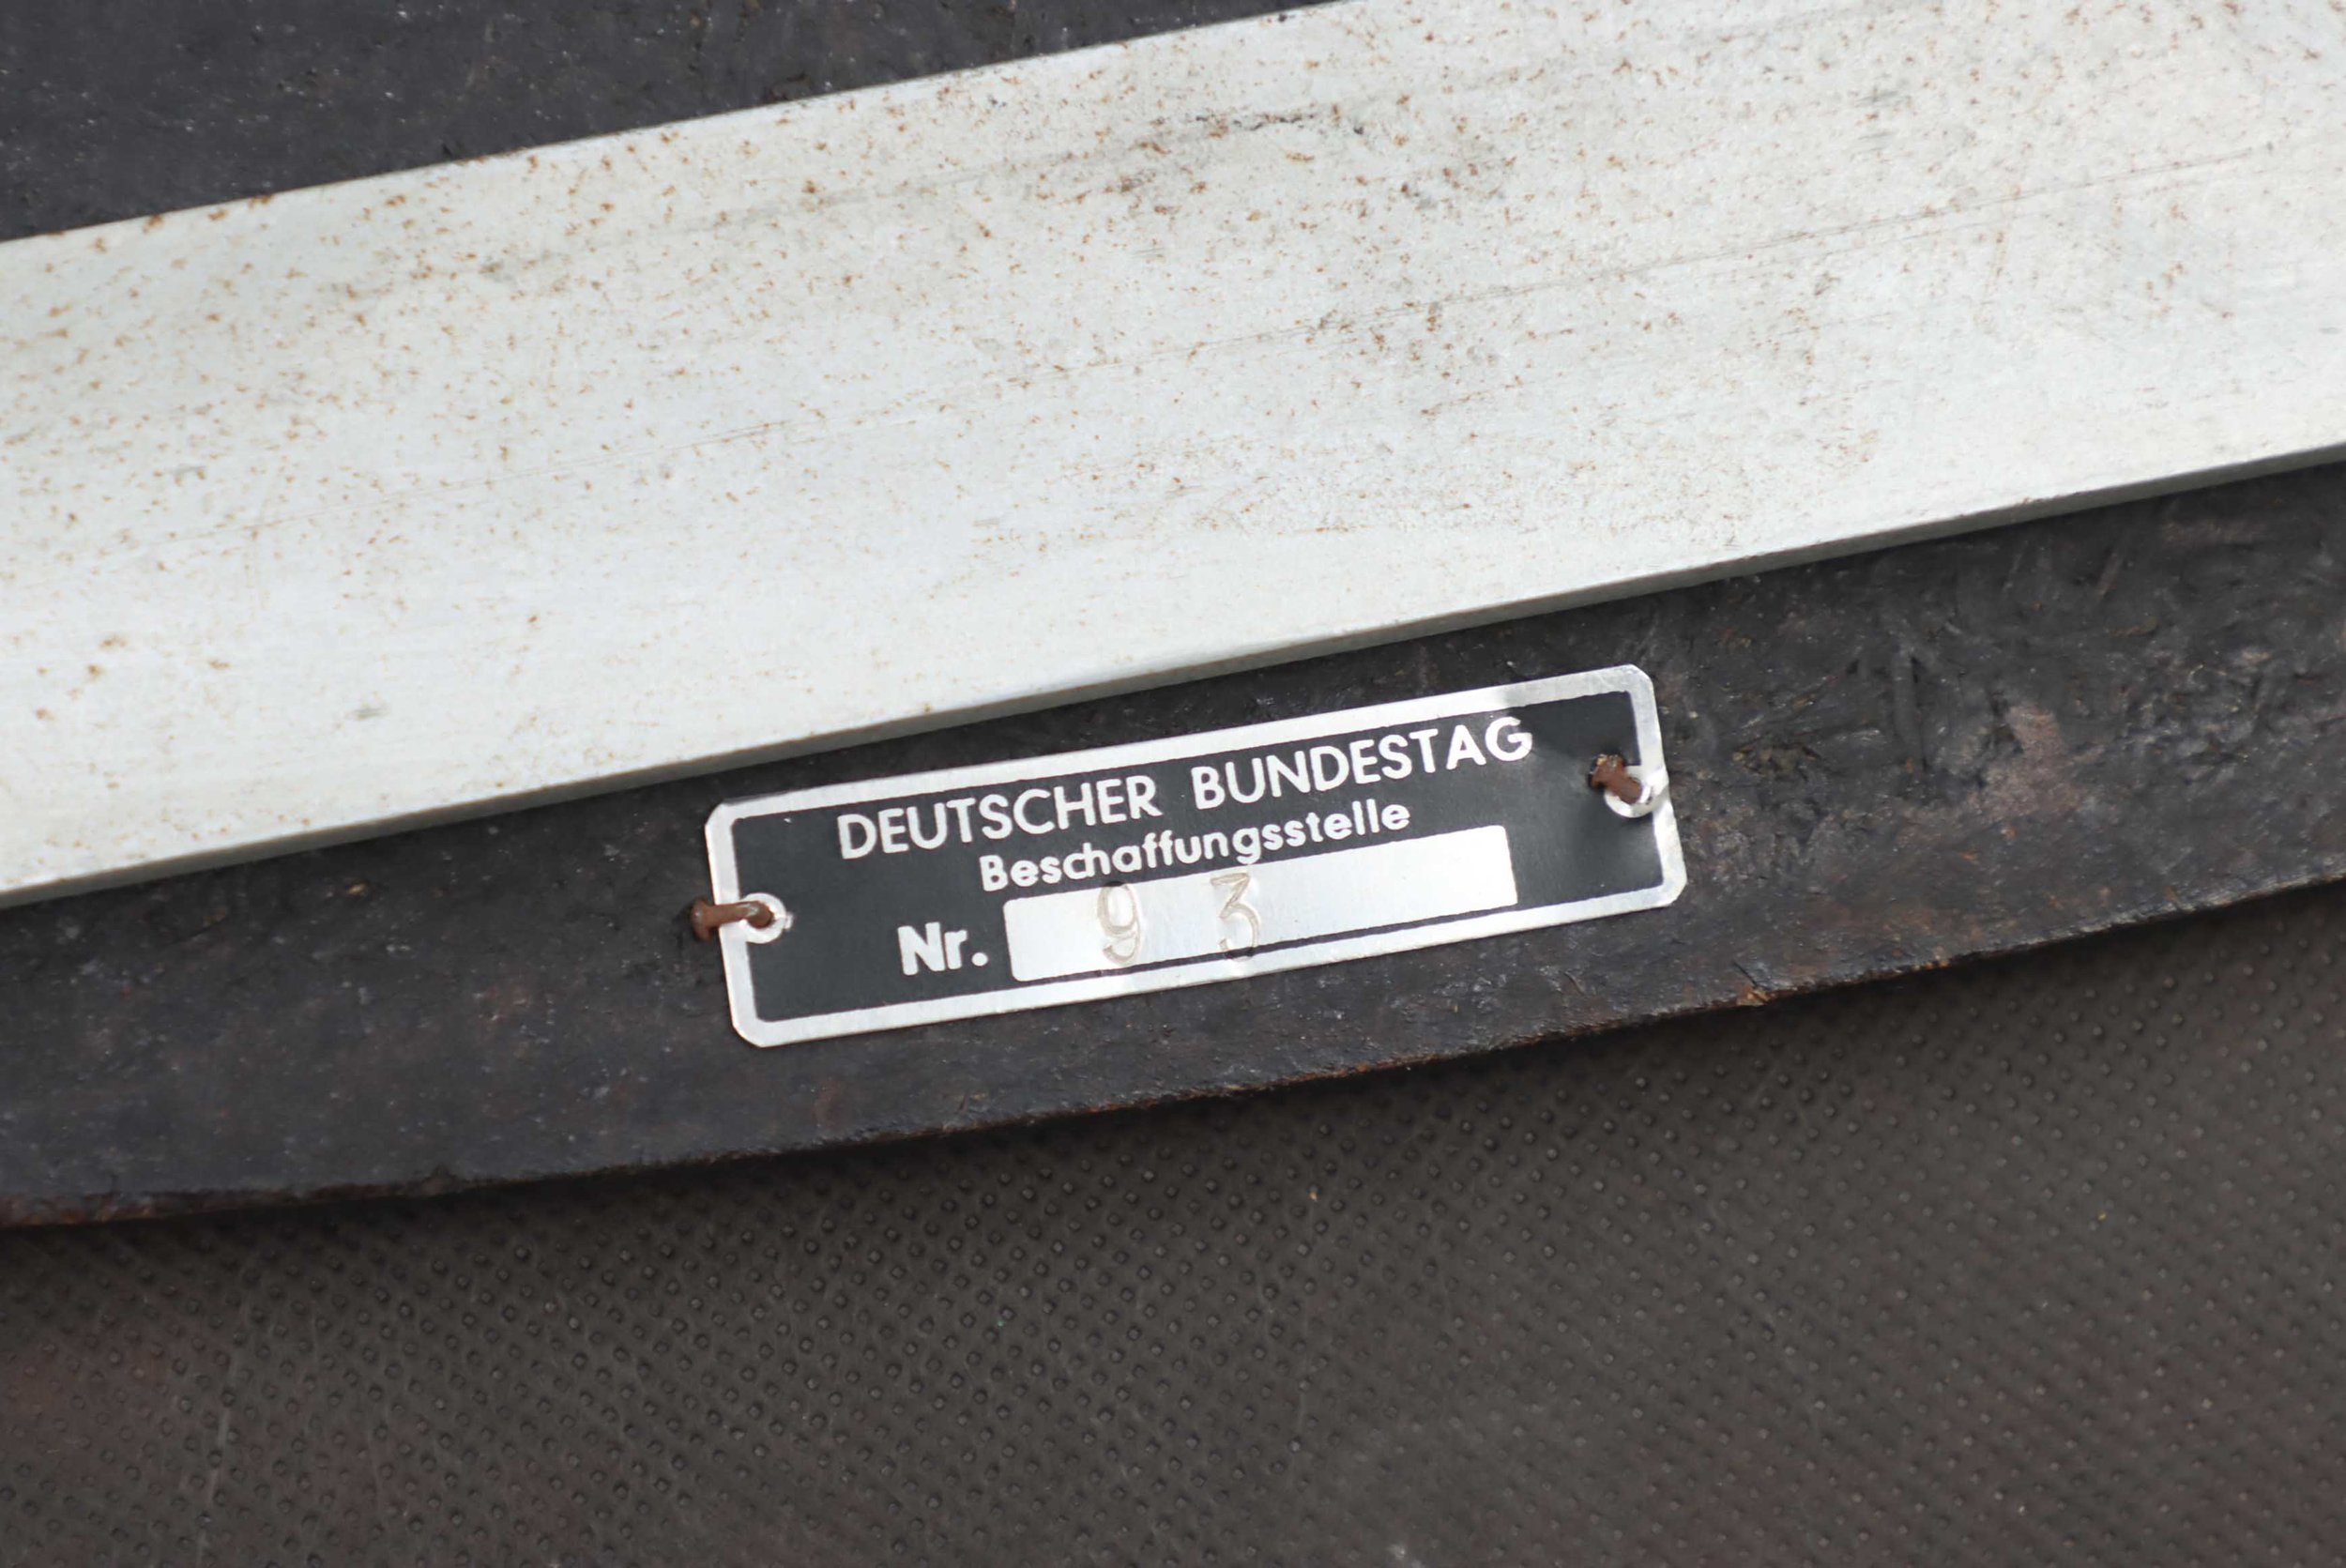 DEUTSCHER BUNDESTAG
Beschaffungsstelle
Nr. 93